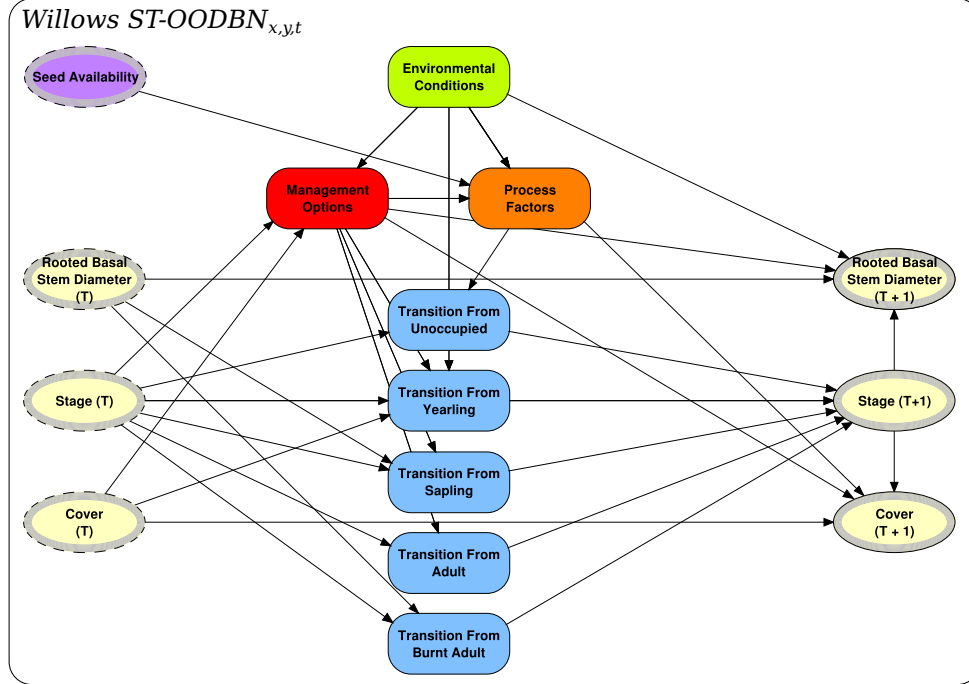 Willows ST-OODBNx,y,t
Seed Availability
Environmental
Conditions
Management
Options
Process
Factors
Rooted Basal
Stem Diameter
(T)
Rooted Basal
Stem Diameter
(T + 1)
Transition From
Unoccupied
Stage (T)
Transition From
Yearling
Stage (T+1)
Transition From
Sapling
Cover
(T)
Cover
(T + 1)
Transition From
Adult
Transition From
Burnt Adult